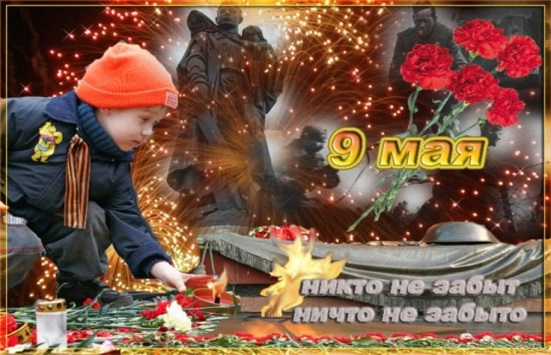 9 мая
никто не забыт
ничто не забыто